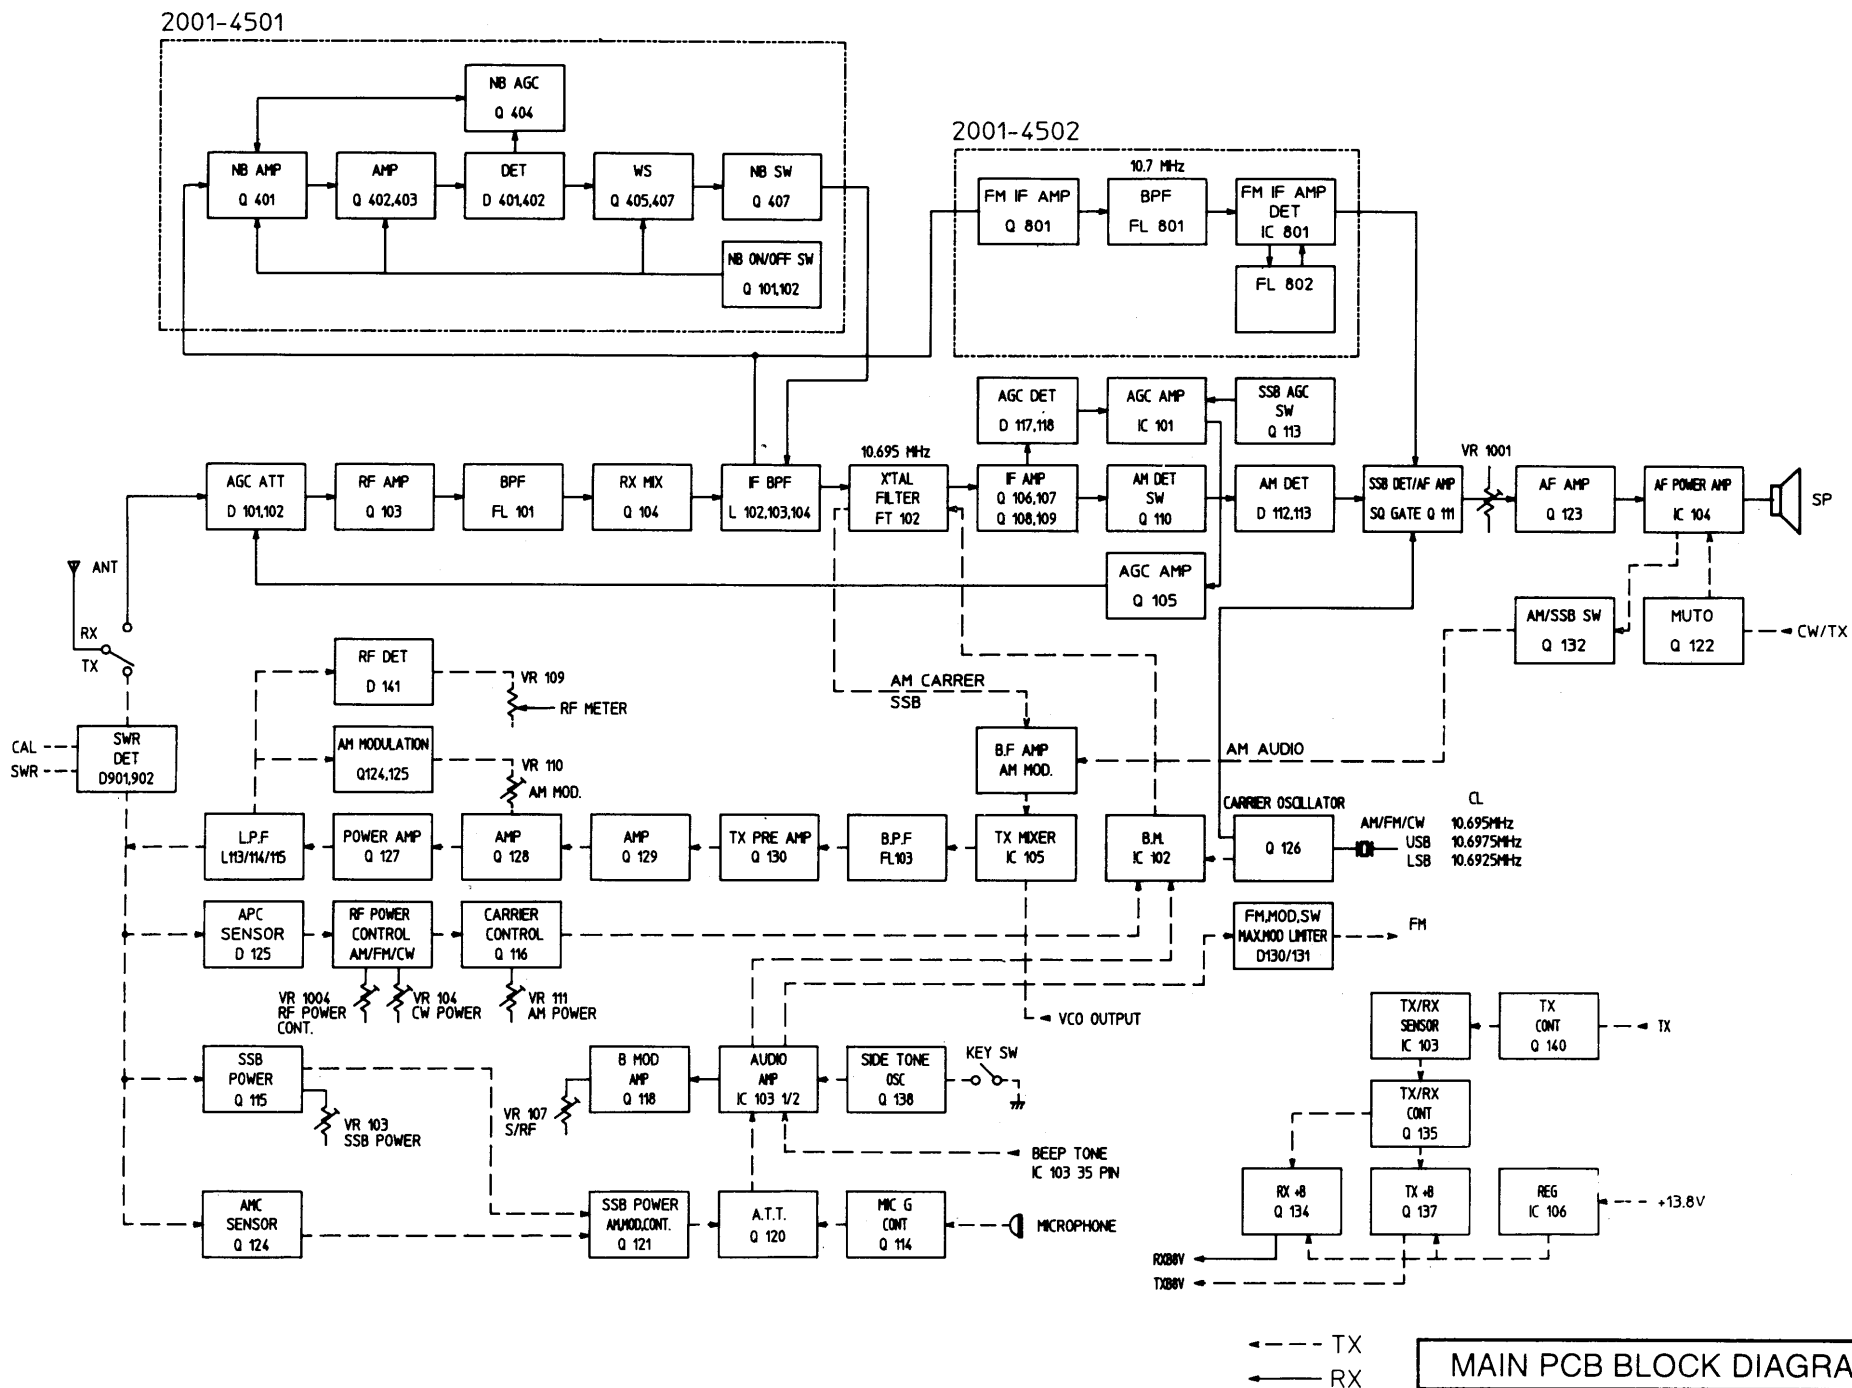 2001-4501
NB AGC
Q 404
NB AMP
Q 401
AMP
Q 402,403
DET
D 401,402
WS
Q 405,407
NB SW
Q 407
NB ON/OFF SW
Q 101,102
2001-4502
10.7 MHz
FM IF AMP
Q 801
BPF
FL 801
FM IF AMP
DET
IC 801
FL 802
AGC DET
D 117,118
AGC AMP
IC 101
SSB AGC
SW
Q 113
10.695 MHz
VR 1001
AGC ATT
D 101,102
RF AMP
Q 103
BPF
FL 101
RX MIX
Q 104
IF BPF
L 102,103,104
X'TAL
FILTER
FT 102
IF AMP
Q 106,107
Q 108,109
AM DET
SW
Q 110
AM DET
D 112,113
SSB DET/AF AMP
SQ GATE Q 111
AF AMP
Q 123
AF POWER AMP
IC 104
SP
AGC AMP
Q 105
ANT
RX
TX
AM/SSB SW
Q 132
MUTO
Q 122
CW/TX
RF DET
D 141
VR 109
RF METER
AM CARRER
SSB
CAL
SWR
SWR
DET
D901,902
AM MODULATION
Q124,125
VR 110
AM MOD.
B.F AMP
AM MOD.
AM AUDIO
CARRIER OSCILLATOR
CL
AM/FM/CW 10.695MHz
USB 10.6975MHz
LSB 10.6925MHz
L.P.F
L113/114/115
POWER AMP
Q 127
AMP
Q 128
AMP
Q 129
TX PRE AMP
Q 130
B.P.F
FL103
TX MIXER
IC 105
B.M.
IC 102
Q 126
APC
SENSOR
D 125
RF POWER
CONTROL
AM/FM/CW
CARRIER
CONTROL
Q 116
FM,MOD,SW
MAX.MOD LIMITER
D130/131
FM
VR 1004
RF POWER
CONT.
VR 104
CW POWER
VR 111
AM POWER
VCO OUTPUT
TX/RX
SENSOR
IC 103
TX
CONT
Q 140
TX
SSB
POWER
Q 115
VR 103
SSB POWER
VR 107
S/RF
B MOD
AMP
Q 118
AUDIO
AMP
IC 103 1/2
SIDE TONE
OSC
Q 138
KEY SW
TX/RX
CONT
Q 135
BEEP TONE
IC 103 35 PIN
AMC
SENSOR
Q 124
SSB POWER
AM,MOD,CONT.
Q 121
A.T.T.
Q 120
MIC G
CONT
Q 114
MICROPHONE
RX +B
Q 134
TX +B
Q 137
REG
IC 106
+13.8V
RXB8V
TXB8V
TX
RX
MAIN PCB BLOCK DIAGRA